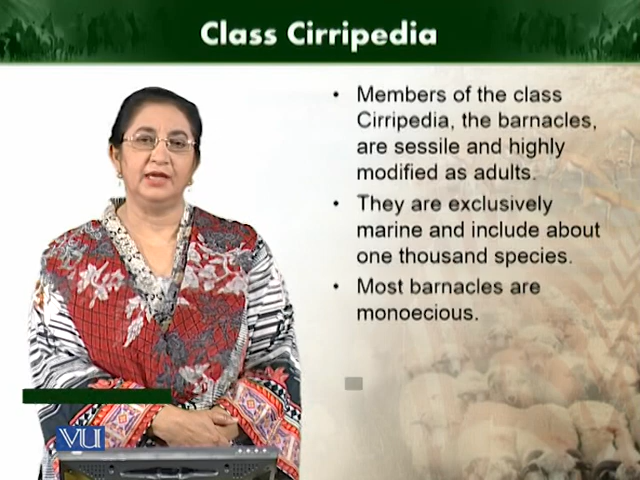 Class Cirripedia
• Members of the class
Cirripedia, the barnacles,
are sessile and highly
modified as adults.
• They are exclusively
marine and include about
one thousand species.
• Most barnacles are
monoecious.
VU